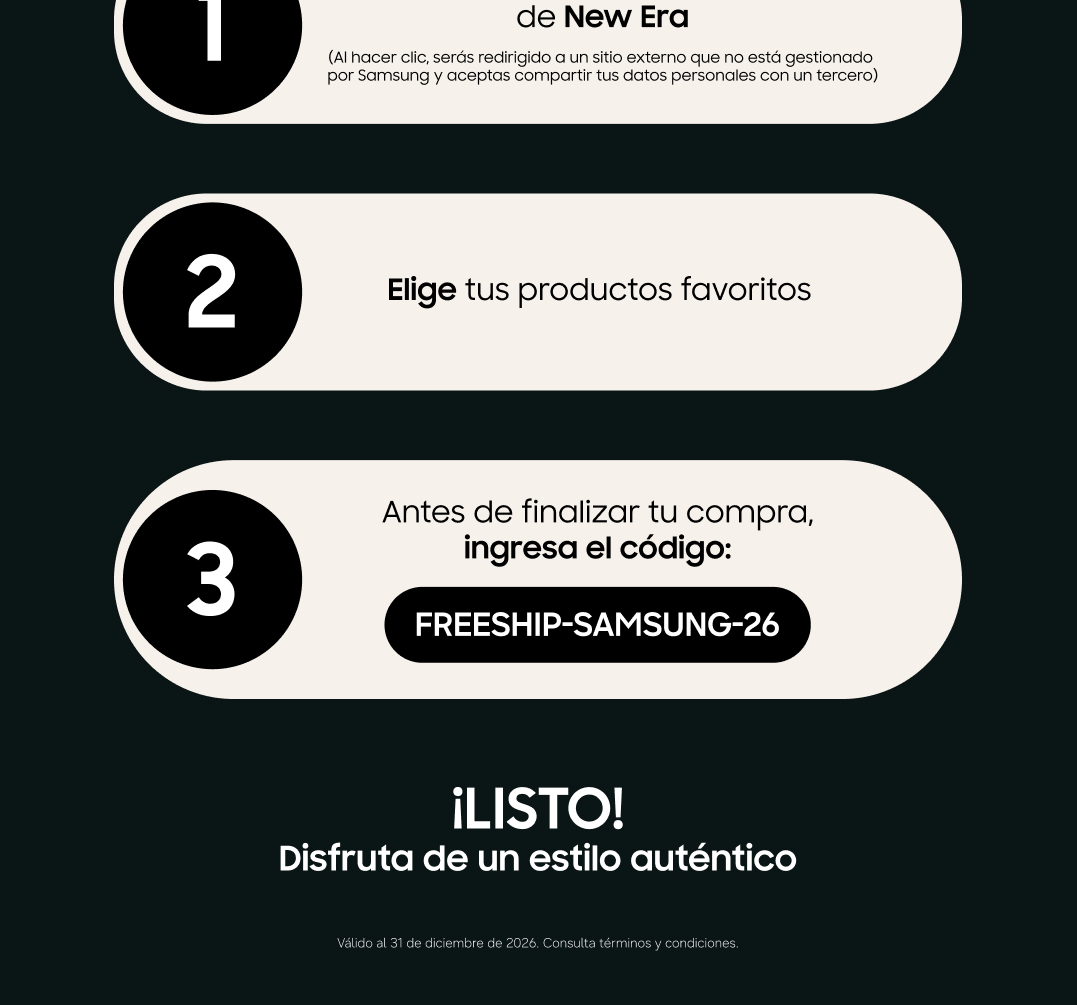 1
de New Era
(Al hacer clic, serás redirigido a un sitio externo que no está gestionado
por Samsung y aceptas compartir tus datos personales con un tercero)
2
Elige tus productos favoritos
3
Antes de finalizar tu compra,
ingresa el código:
FREESHIP-SAMSUNG-26
¡LISTO!
Disfruta de un estilo auténtico
Válido al 31 de diciembre de 2026. Consulta términos y condiciones.